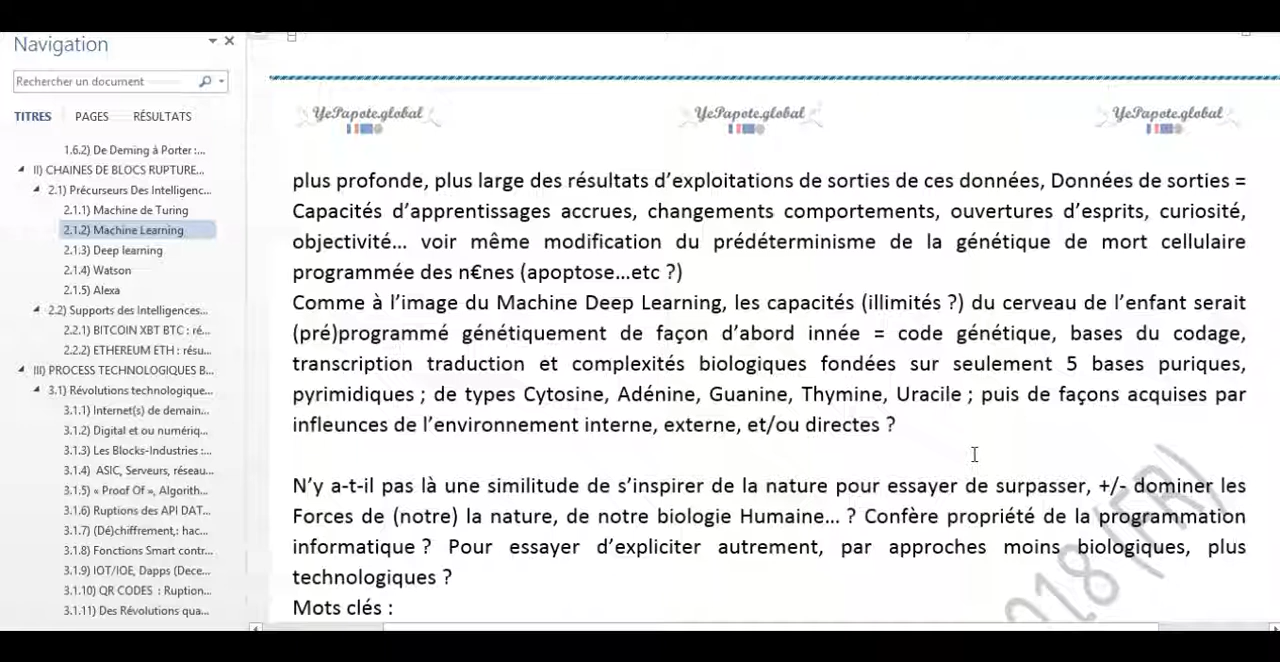 Navigation
Rechercher un document
TITRES PAGES RÉSULTATS
1.6.2) De Deming à Porter :...
II) CHAINES DE BLOCS RUPTURE...
2.1) Précurseurs Des Intelligenc...
2.1.1) Machine de Turing
2.1.2) Machine Learning
2.1.3) Deep learning
2.1.4) Watson
2.1.5) Alexa
2.2) Supports des Intelligences...
2.2.1) BITCOIN XBT BTC : ré...
2.2.2) ETHEREUM ETH : résu...
III) PROCESS TECHNOLOGIQUES B...
3.1) Révolutions technologique...
3.1.1) Internet(s) de demain...
3.1.2) Digital et ou numériq...
3.1.3) Les Blocks-Industries :...
3.1.4) ASIC, Serveurs, réseau...
3.1.5) « Proof Of », Algorith...
3.1.6) Ruptions des API DAT...
3.1.7) (Dé)chiffrement,: hac...
3.1.8) Fonctions Smart contr...
3.1.9) IOT/IOE, Dapps (Dece...
3.1.10) QR CODES : Ruption...
3.1.11) Des Révolutions qua...
YePapote.global YePapote.global YePapote.global
plus profonde, plus large des résultats d’exploitations de sorties de ces données, Données de sorties =
Capacités d’apprentissages accrues, changements comportements, ouvertures d’esprits, curiosité,
objectivité… voir même modification du prédéterminisme de la génétique de mort cellulaire
programmée des n€nes (apoptose…etc ?)
Comme à l’image du Machine Deep Learning, les capacités (illimités ?) du cerveau de l’enfant serait
(pré)programmé génétiquement de façon d’abord innée = code génétique, bases du codage,
transcription traduction et complexités biologiques fondées sur seulement 5 bases puriques,
pyrimidiques ; de types Cytosine, Adénine, Guanine, Thymine, Uracile ; puis de façons acquises par
infleunces de l’environnement interne, externe, et/ou directes ?
N’y a-t-il pas là une similitude de s’inspirer de la nature pour essayer de surpasser, +/- dominer les
Forces de (notre) la nature, de notre biologie Humaine… ? Confère propriété de la programmation
informatique ? Pour essayer d’expliciter autrement, par approches moins biologiques, plus
technologiques ?
Mots clés :
018 (FR)